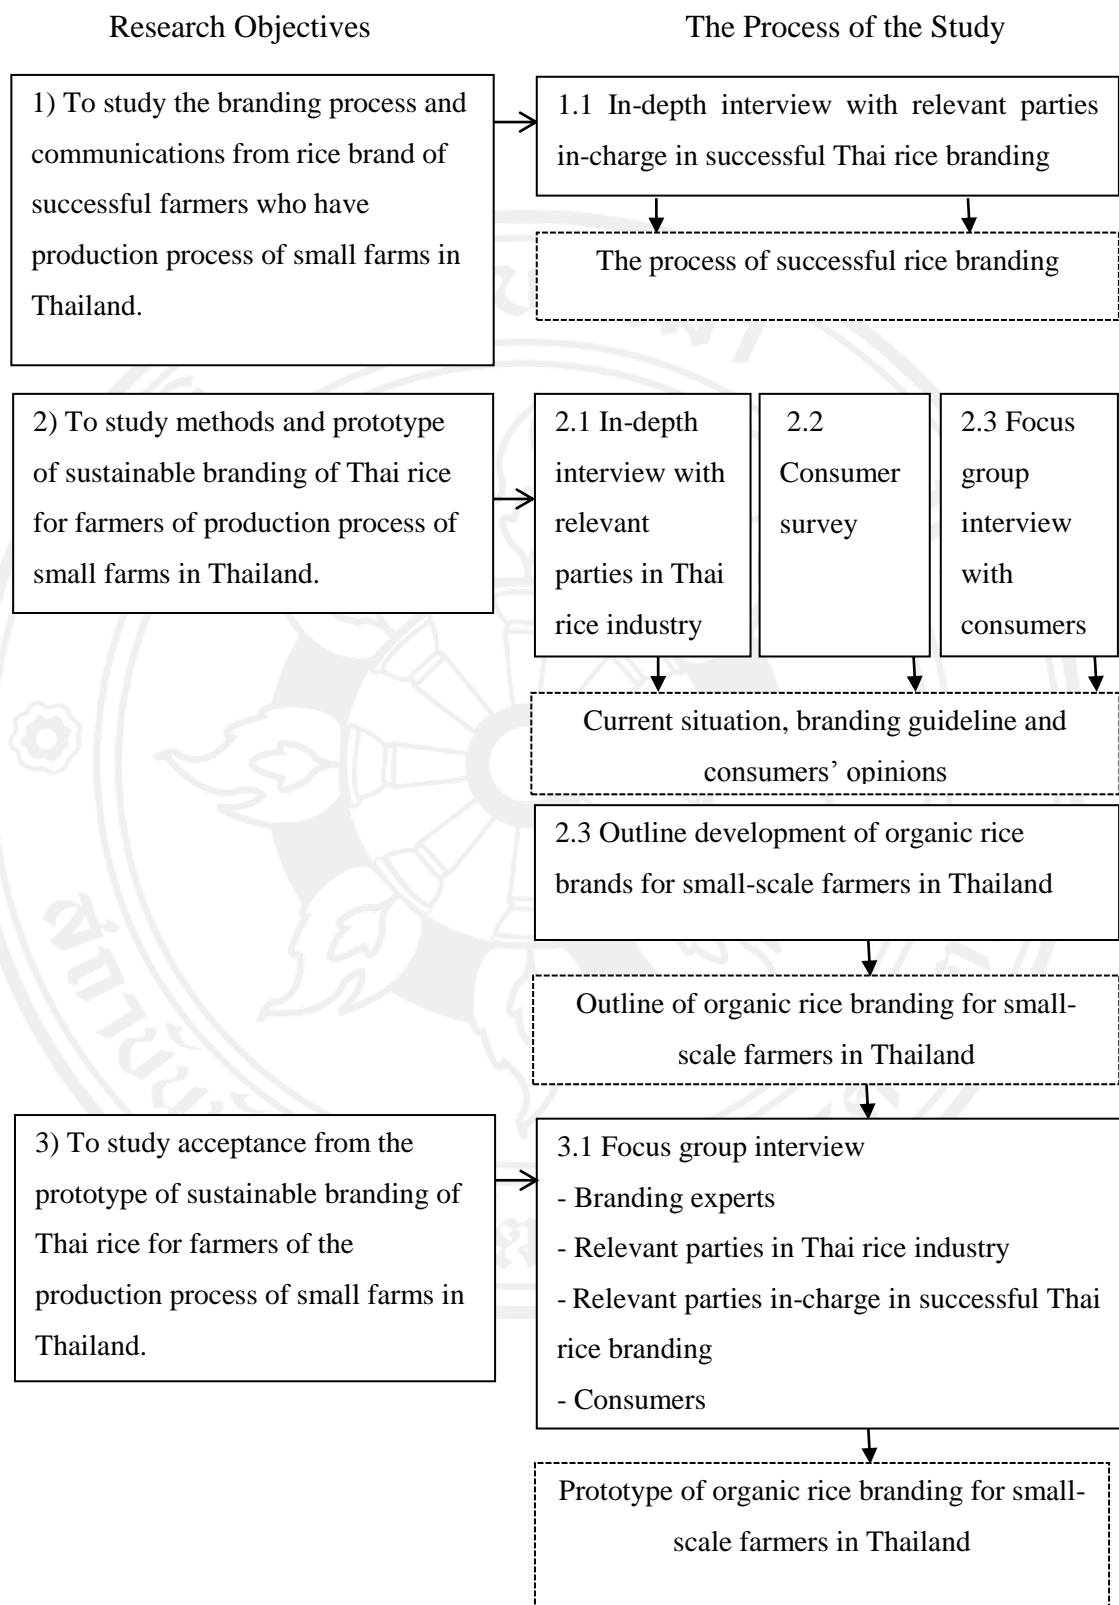 Research Objectives
The Process of the Study
1) To study the branding process and
communications from rice brand of
successful farmers who have
production process of small farms in
Thailand.
1.1 In-depth interview with relevant parties
in-charge in successful Thai rice branding
The process of successful rice branding
2) To study methods and prototype
of sustainable branding of Thai rice
for farmers of production process of
small farms in Thailand.
2.1 In-depth
interview with
relevant
parties in Thai
rice industry
2.2
Consumer
survey
2.3 Focus
group
interview
with
consumers
Current situation, branding guideline and
consumers’ opinions
2.3 Outline development of organic rice
brands for small-scale farmers in Thailand
Outline of organic rice branding for small-
scale farmers in Thailand
3) To study acceptance from the
prototype of sustainable branding of
Thai rice for farmers of the
production process of small farms in
Thailand.
3.1 Focus group interview
- Branding experts
- Relevant parties in Thai rice industry
- Relevant parties in-charge in successful Thai
rice branding
- Consumers
Prototype of organic rice branding for small-
scale farmers in Thailand